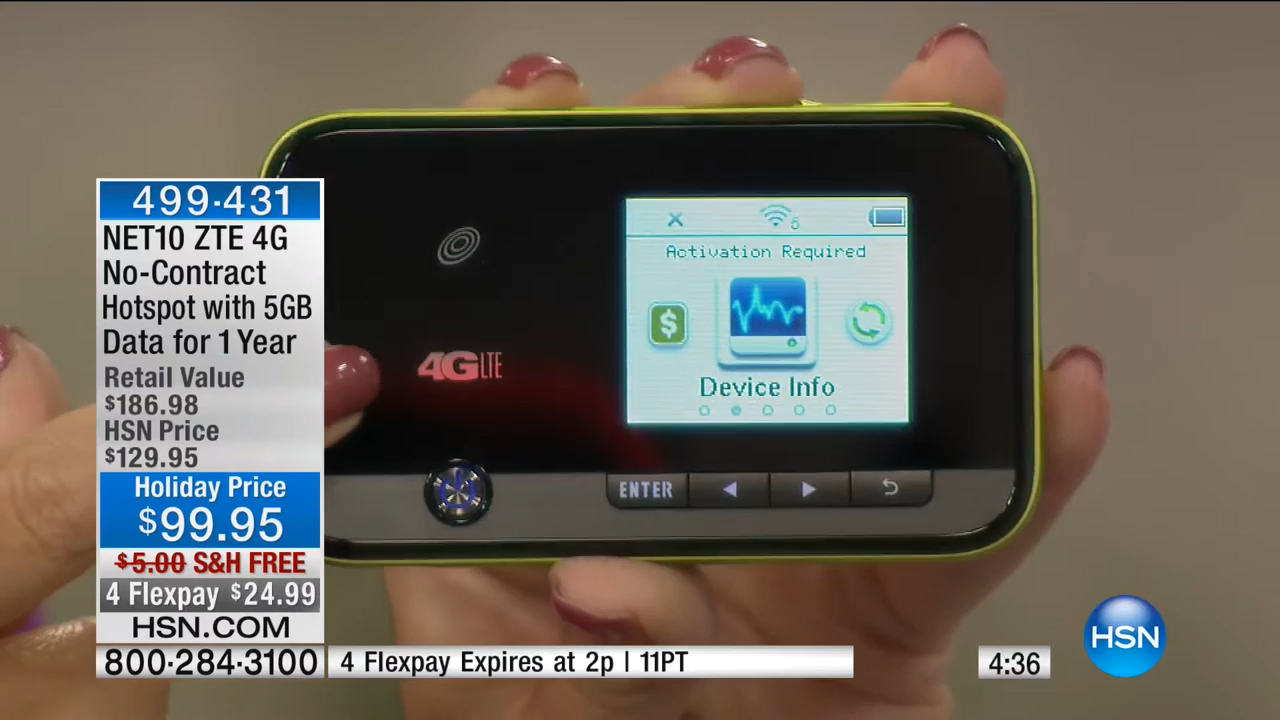 499·431
NET10 ZTE 4G
No-Contract
Hotspot with 5GB
Data for 1 Year
Retail Value
$186.98
HSN Price
$129.95
Holiday Price
$99.95
$5.00 S&H FREE
4 Flexpay $24.99
HSN.COM
800·284·3100
4 Flexpay Expires at 2p | 11PT
4:36
HSN
4G LTE
5
Activation Required
$
Device Info
ENTER